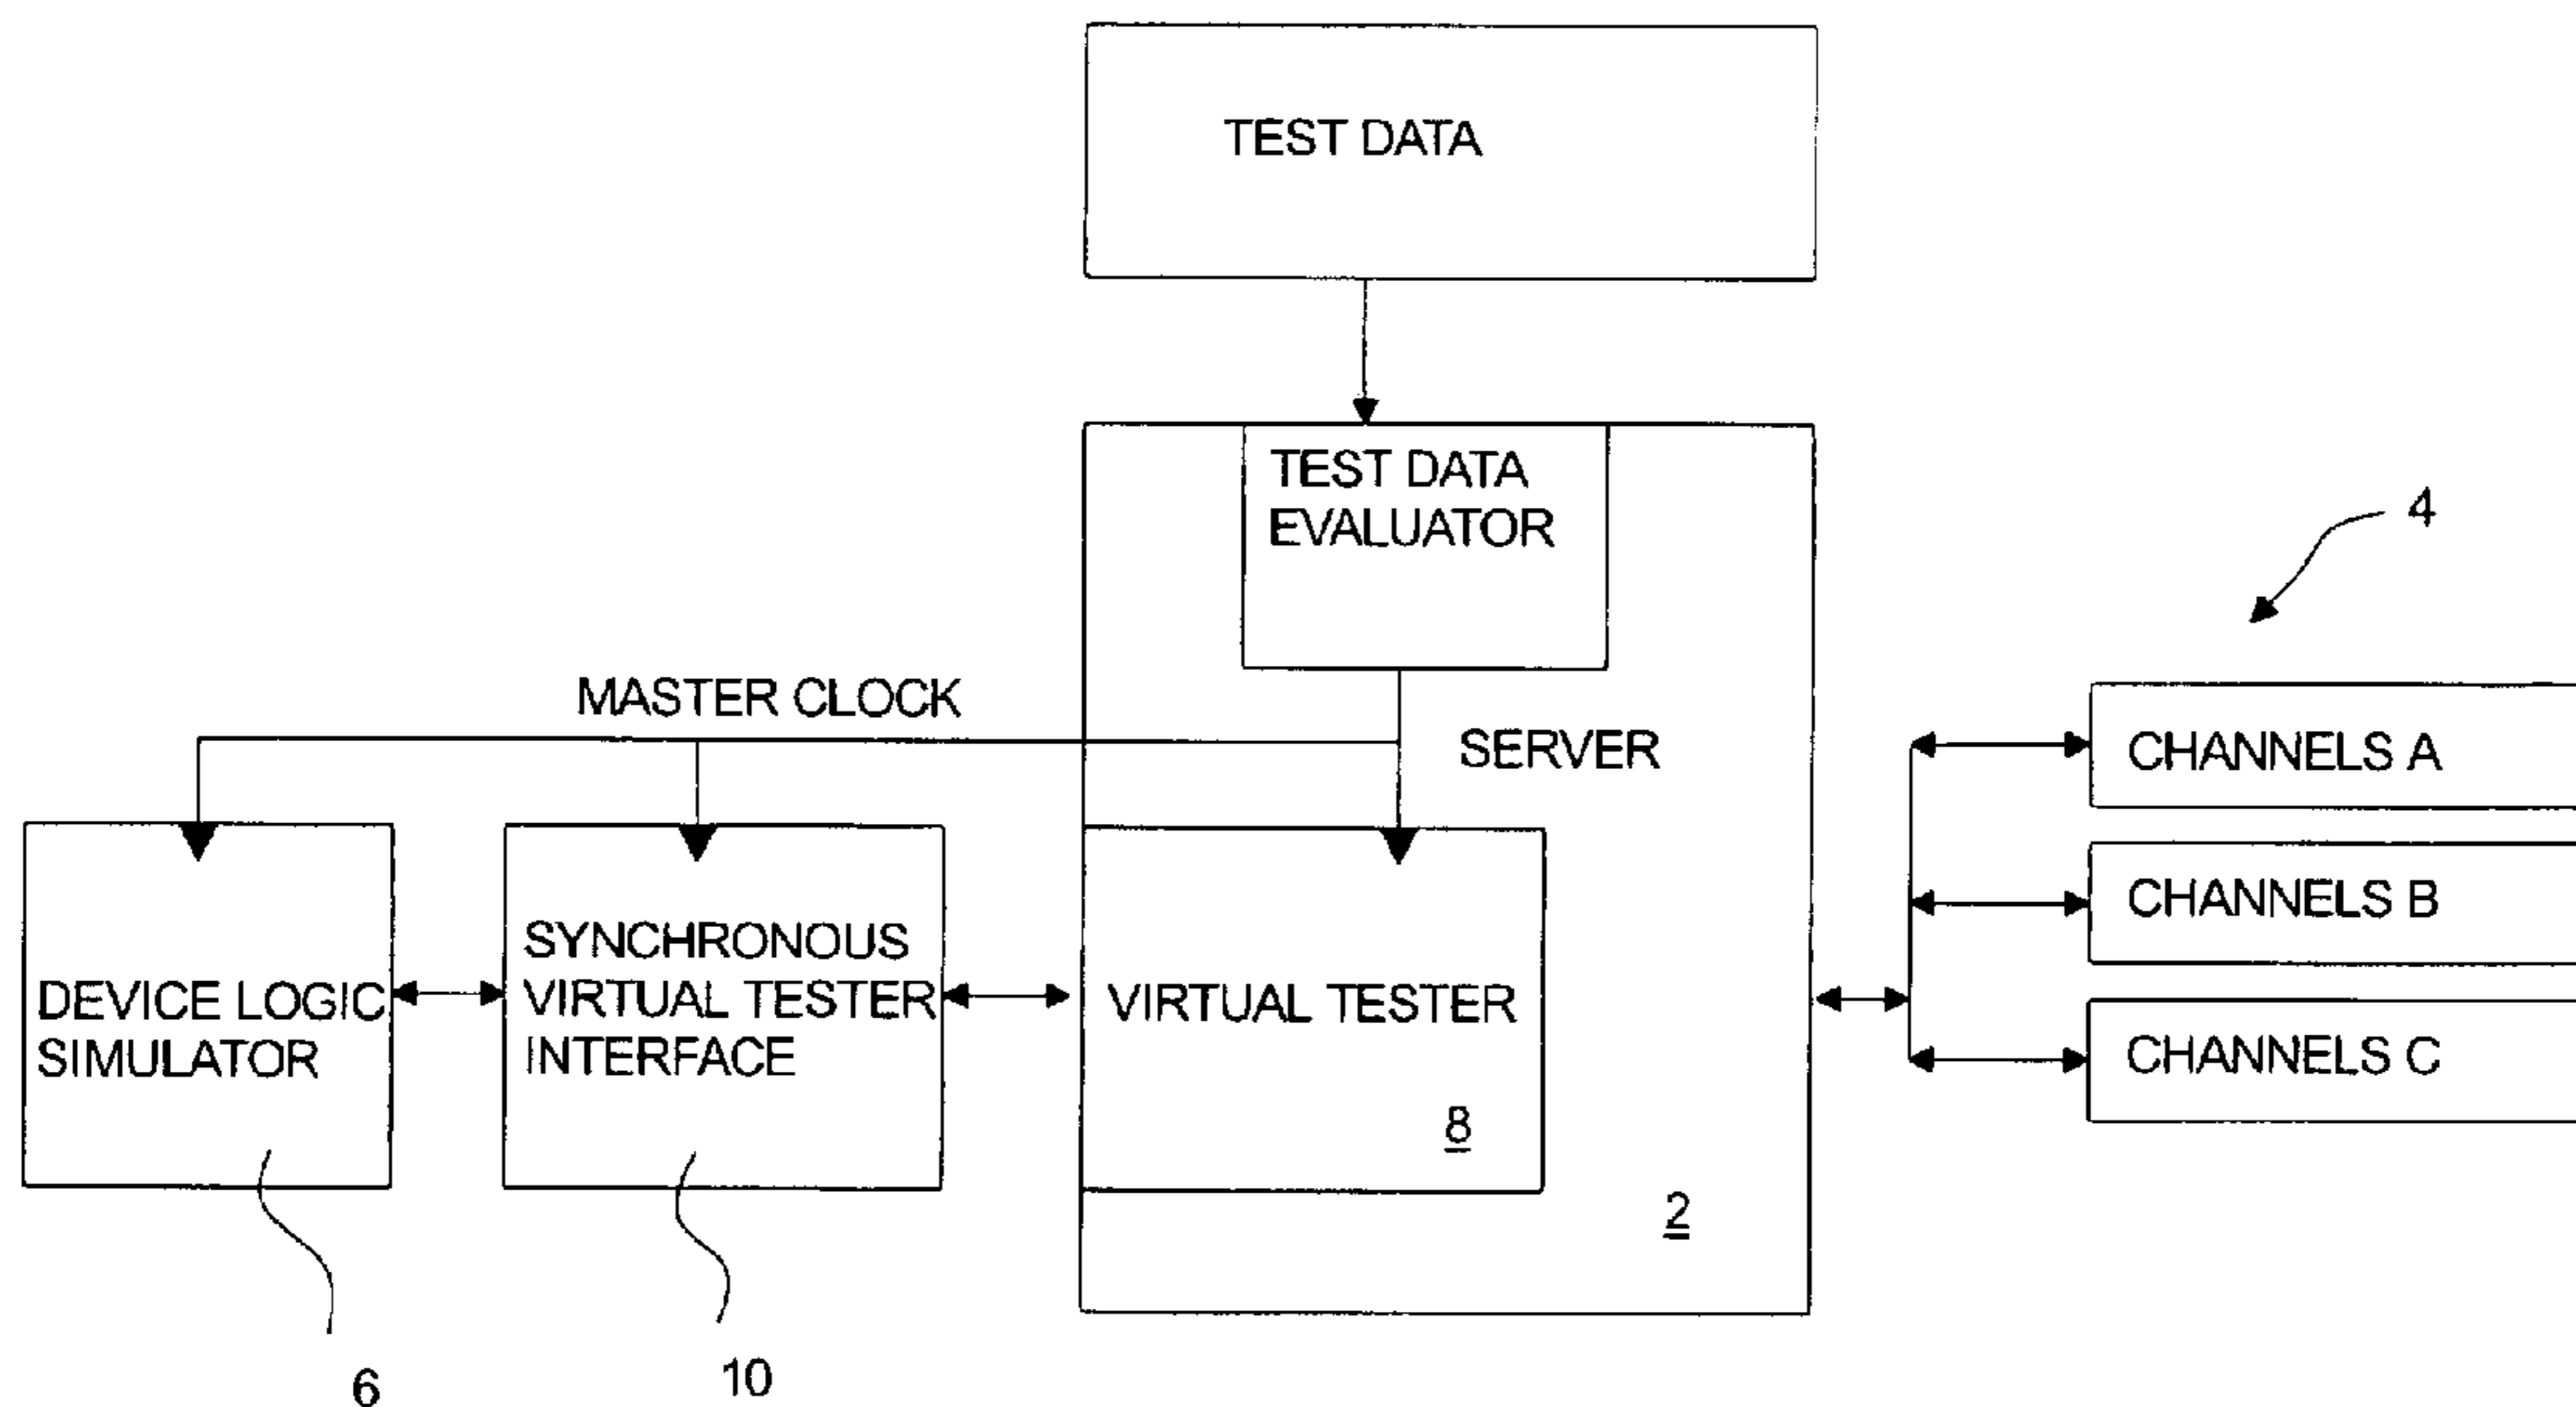 TEST DATA
TEST DATA
EVALUATOR
4
MASTER CLOCK
SERVER
CHANNELS A
CHANNELS B
CHANNELS C
DEVICE LOGIC
SIMULATOR
SYNCHRONOUS
VIRTUAL TESTER
INTERFACE
VIRTUAL TESTER
8
2
6
10